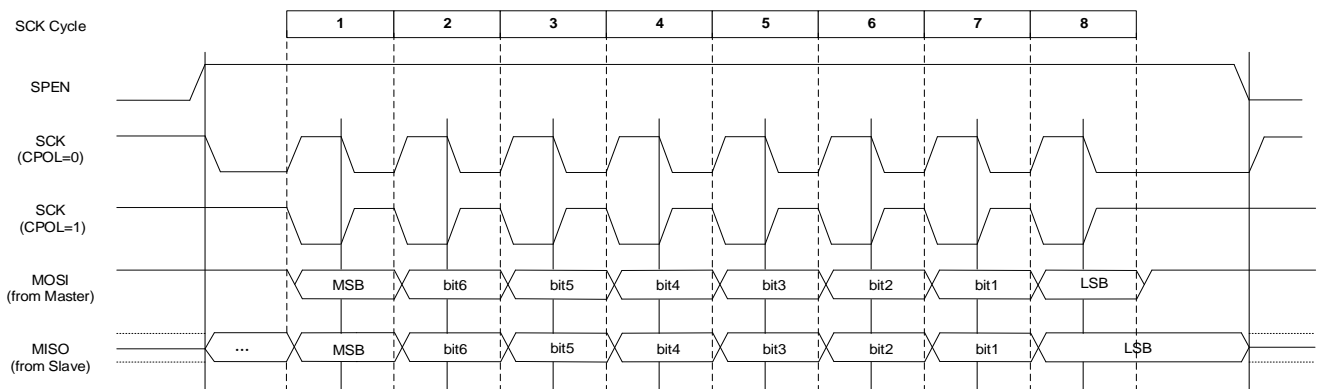 SCK Cycle 1 2 3 4 5 6 7 8
SPEN
SCK
(CPOL=0)
SCK
(CPOL=1)
MOSI
(from Master)
MSB bit6 bit5 bit4 bit3 bit2 bit1 LSB
MISO
(from Slave)
... MSB bit6 bit5 bit4 bit3 bit2 bit1 LSB